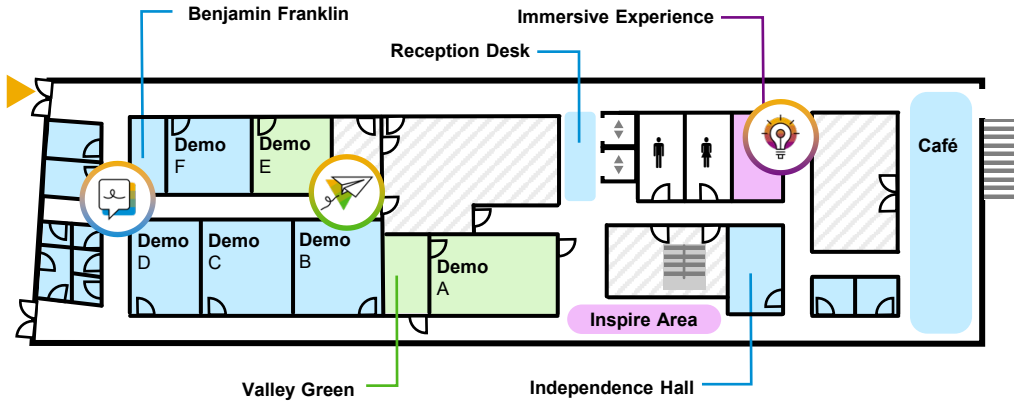 Benjamin Franklin
Immersive Experience
Reception Desk
Demo
F
Demo
E
Café
Demo
D
Demo
C
Demo
B
Demo
A
Inspire Area
Valley Green
Independence Hall